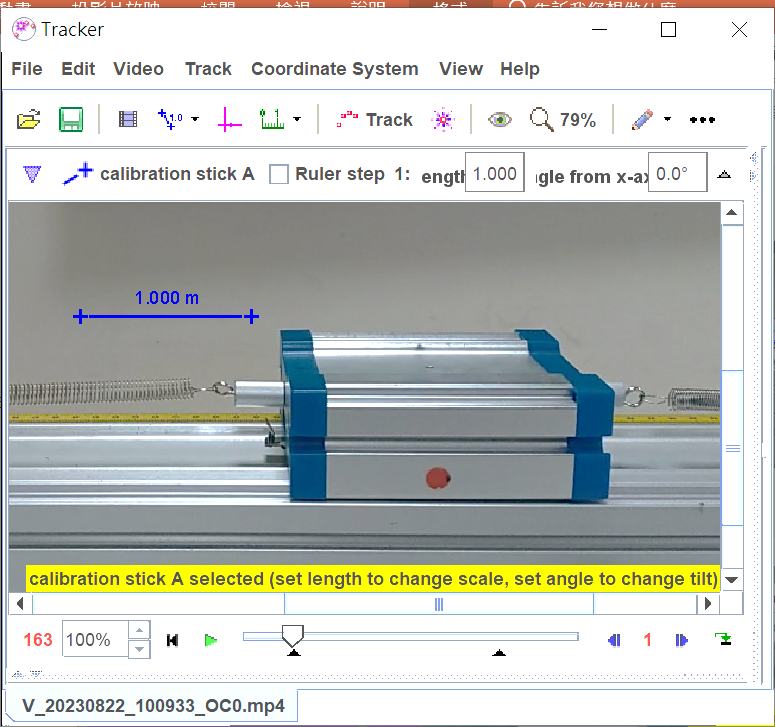 Tracker
File Edit Video Track Coordinate System View Help
1.0 Track 79%
calibration stick A Ruler step 1: ength 1.000 gle from x-ax 0.0°
1.000 m
calibration stick A selected (set length to change scale, set angle to change tilt)
163 100% 1
V_20230822_100933_OC0.mp4